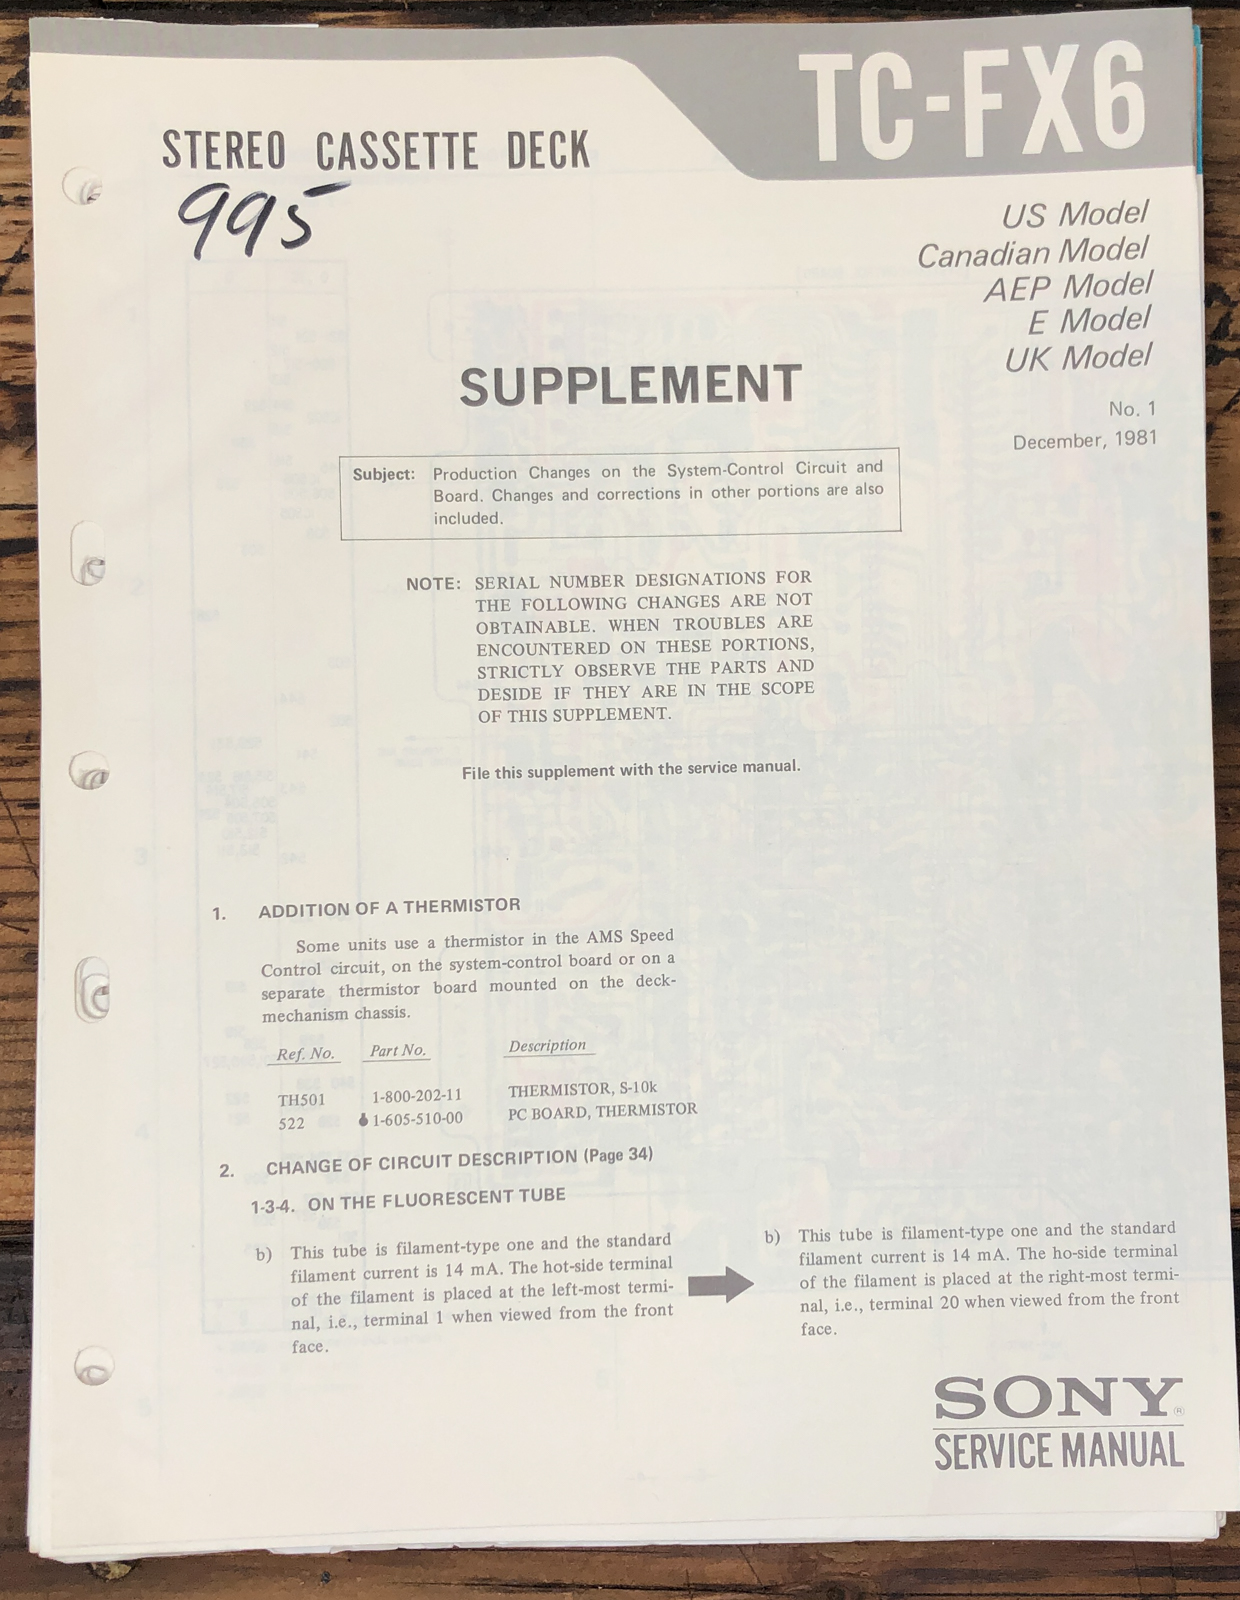 TC-FX6
STEREO CASSETTE DECK
995
US Model
Canadian Model
AEP Model
E Model
UK Model
No. 1
December, 1981
SUPPLEMENT
Subject: Production Changes on the System-Control Circuit and
Board. Changes and corrections in other portions are also
included.
NOTE: SERIAL NUMBER DESIGNATIONS FOR
THE FOLLOWING CHANGES ARE NOT
OBTAINABLE. WHEN TROUBLES ARE
ENCOUNTERED ON THESE PORTIONS,
STRICTLY OBSERVE THE PARTS AND
DESIDE IF THEY ARE IN THE SCOPE
OF THIS SUPPLEMENT.
File this supplement with the service manual.
1. ADDITION OF A THERMISTOR
Some units use a thermistor in the AMS Speed
Control circuit, on the system-control board or on a
separate thermistor board mounted on the deck-
mechanism chassis.
Ref. No. Part No. Description
TH501 1-800-202-11 THERMISTOR, S-10k
522 1-605-510-00 PC BOARD, THERMISTOR
2. CHANGE OF CIRCUIT DESCRIPTION (Page 34)
1-3-4. ON THE FLUORESCENT TUBE
b) This tube is filament-type one and the standard
filament current is 14 mA. The hot-side terminal
of the filament is placed at the left-most termi-
nal, i.e., terminal 1 when viewed from the front
face.
b) This tube is filament-type one and the standard
filament current is 14 mA. The ho-side terminal
of the filament is placed at the right-most termi-
nal, i.e., terminal 20 when viewed from the front
face.
SONY®
SERVICE MANUAL